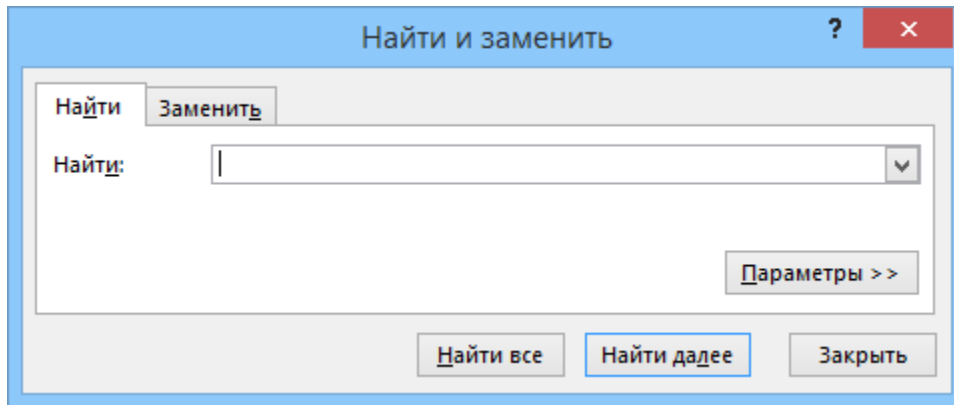 Найти и заменить ?
Найти Заменить
Найти:
Параметры >>
Найти все Найти далее Закрыть